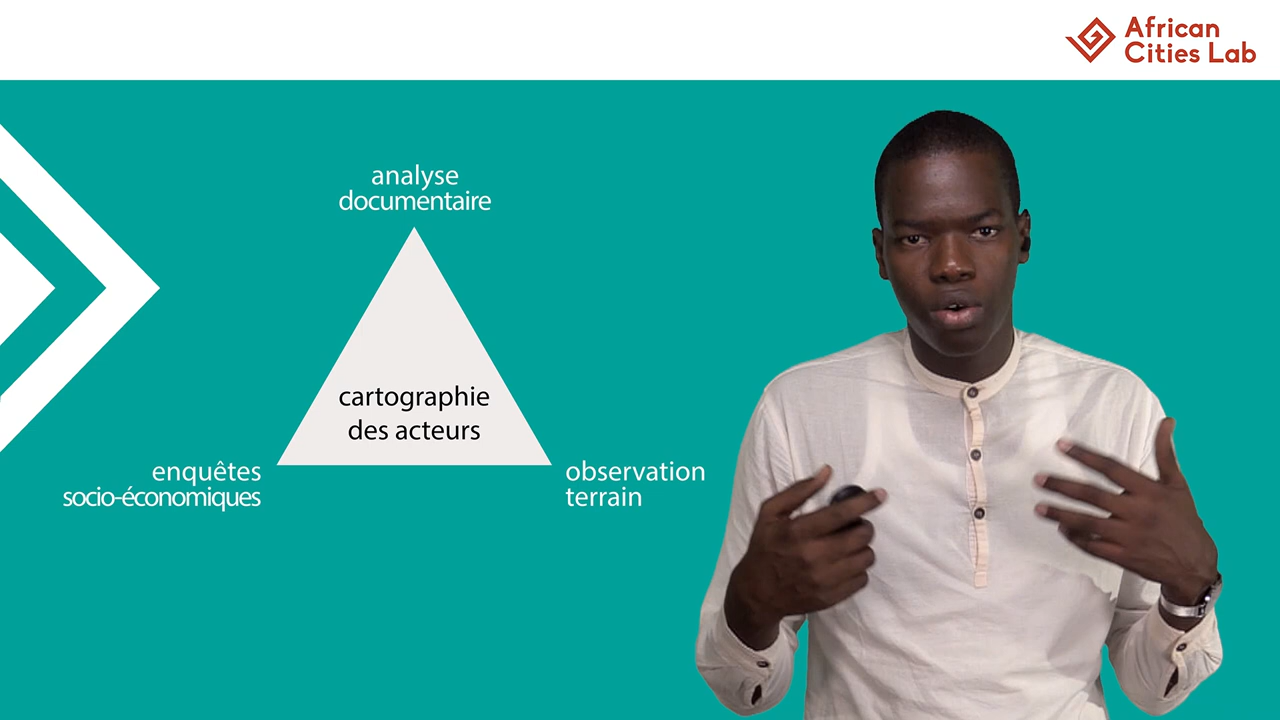 African
Cities Lab
analyse
documentaire
cartographie
des acteurs
enquêtes
socio-économiques
observation
terrain